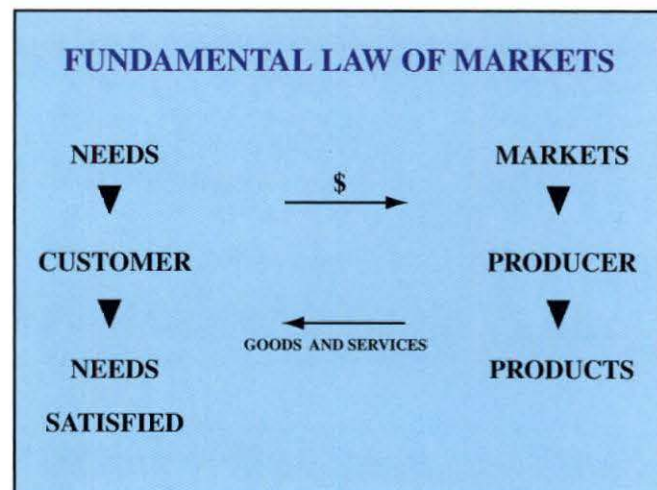 FUNDAMENTAL LAW OF MARKETS
NEEDS
MARKETS
$
CUSTOMER
PRODUCER
GOODS AND SERVICES
NEEDS
PRODUCTS
SATISFIED